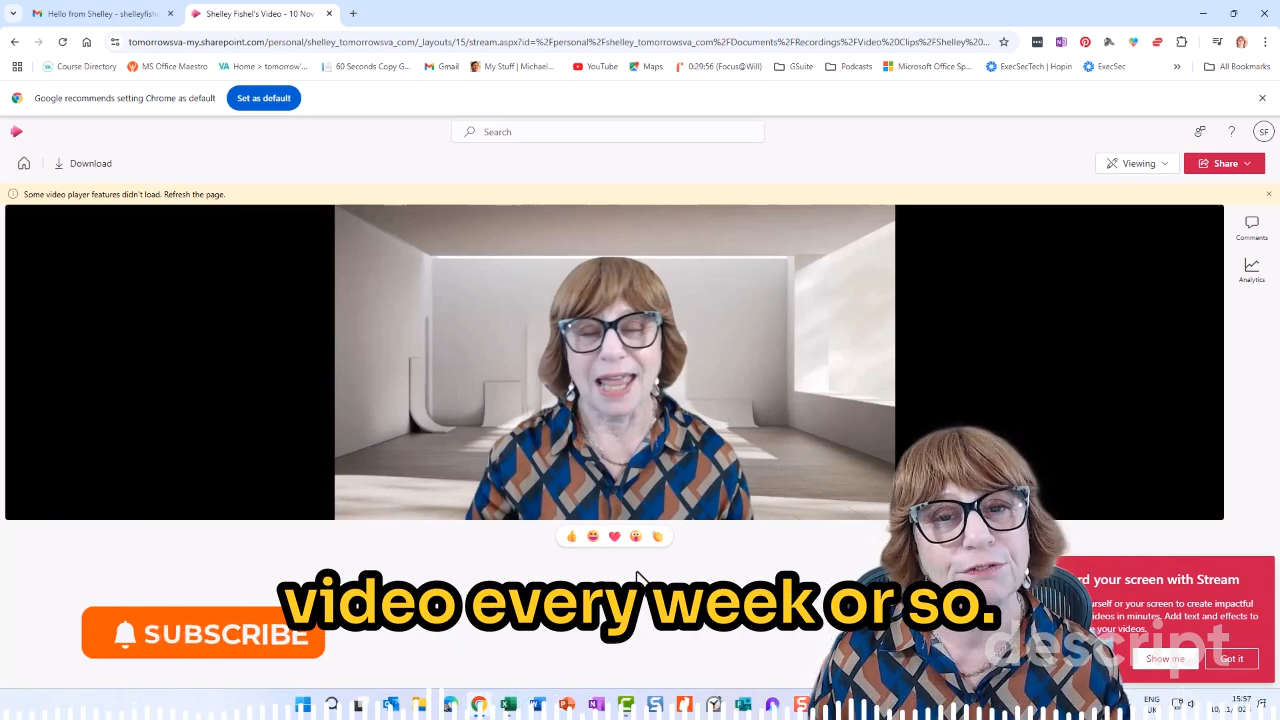 Hello from Shelley - shelleyfishe
Shelley Fishel's Video - 10 Nov
tomorrowsva-my.sharepoint.com/personal/shelley_tomorrowsva_com/_layouts/15/stream.aspx?id=%2Fpersonal%2Fshelley_tomorrowsva_com%2FDocuments%2FRecordings%2FVideo%20Clips%2FShelley%20...
Course Directory
MS Office Maestro
Home > tomorrow'...
60 Seconds Copy G...
Gmail
My Stuff | Michael...
YouTube
Maps
0:29:56 (Focus@Will)
GSuite
Podcasts
Microsoft Office Sp...
ExecSecTech | Hopin
ExecSec
»
All Bookmarks
Google recommends setting Chrome as default
Set as default
Search
SF
Download
Viewing
Share
Some video player features didn't load. Refresh the page.
Comments
Analytics
rd your screen with Stream
urself or your screen to create impactful
ideos in minutes. Add text and effects to
e your videos.
Show me
Got it
video every week or so.
SUBSCRIBE
descript
ENG
UK
15:57